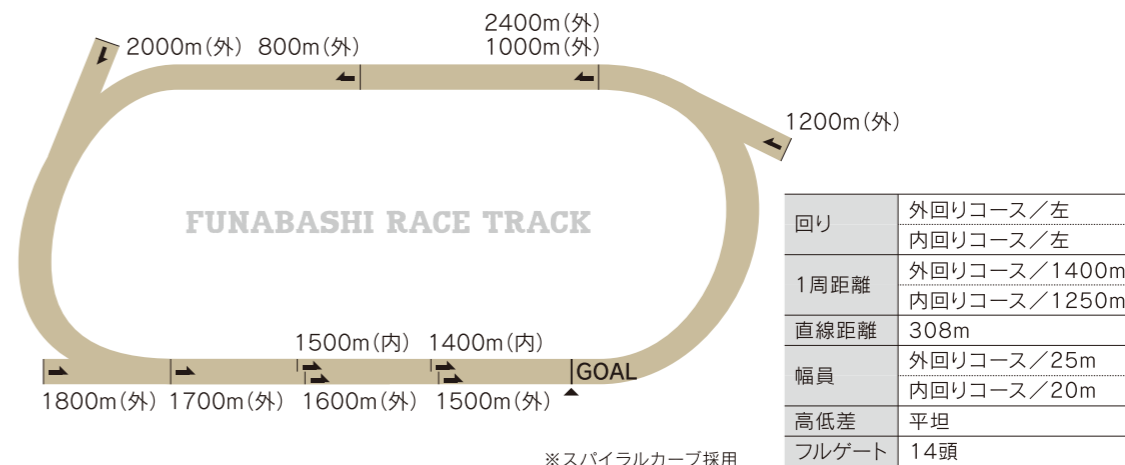 2400m(外)
2000m(外) 800m(外) 1000m(外)
1200m(外)
FUNABASHI RACE TRACK
1500m(内) 1400m(内)
GOAL
1800m(外) 1700m(外) 1600m(外) 1500m(外)
※スパイラルカーブ採用
回り 外回りコース／左
内回りコース／左
1周距離 外回りコース／1400m
内回りコース／1250m
直線距離 308m
幅員 外回りコース／25m
内回りコース／20m
高低差 平坦
フルゲート 14頭